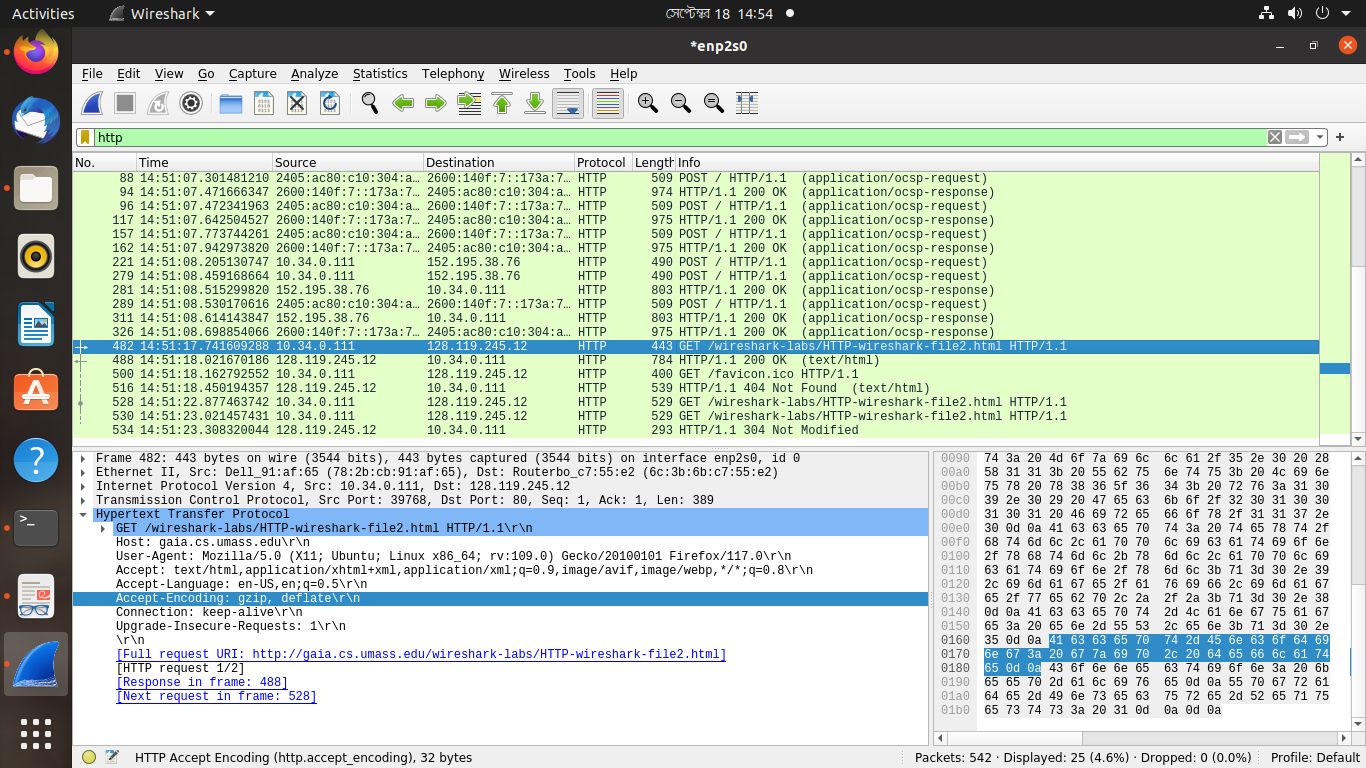 Activities Wireshark সেপ্টেম্বর 18 14:54
*enp2s0
File Edit View Go Capture Analyze Statistics Telephony Wireless Tools Help
http
No. Time Source Destination Protocol Length Info
88 14:51:07.301481210 2405:ac80:c10:304:a… 2600:140f:7::173a:7… HTTP 509 POST / HTTP/1.1 (application/ocsp-request)
94 14:51:07.471666347 2405:ac80:c10:304:a… 2600:140f:7::173a:7… HTTP 974 HTTP/1.1 200 OK (application/ocsp-response)
96 14:51:07.472341963 2405:ac80:c10:304:a… 2600:140f:7::173a:7… HTTP 509 POST / HTTP/1.1 (application/ocsp-request)
117 14:51:07.642504527 2405:ac80:c10:304:a… 2600:140f:7::173a:7… HTTP 975 HTTP/1.1 200 OK (application/ocsp-response)
157 14:51:07.773744261 2405:ac80:c10:304:a… 2600:140f:7::173a:7… HTTP 509 POST / HTTP/1.1 (application/ocsp-request)
162 14:51:07.942973820 2600:140f:7::173a:7… 2405:ac80:c10:304:a… HTTP 975 HTTP/1.1 200 OK (application/ocsp-response)
221 14:51:08.205130747 10.34.0.111 152.195.38.76 HTTP 490 POST / HTTP/1.1 (application/ocsp-request)
279 14:51:08.459168664 10.34.0.111 152.195.38.76 HTTP 490 POST / HTTP/1.1 (application/ocsp-request)
281 14:51:08.515299820 152.195.38.76 10.34.0.111 HTTP 803 HTTP/1.1 200 OK (application/ocsp-response)
289 14:51:08.530170616 2405:ac80:c10:304:a… 2600:140f:7::173a:7… HTTP 509 POST / HTTP/1.1 (application/ocsp-request)
311 14:51:08.614143847 152.195.38.76 10.34.0.111 HTTP 803 HTTP/1.1 200 OK (application/ocsp-response)
326 14:51:08.698854066 2600:140f:7::173a:7… 2405:ac80:c10:304:a… HTTP 975 HTTP/1.1 200 OK (application/ocsp-response)
482 14:51:17.741609288 10.34.0.111 128.119.245.12 HTTP 443 GET /wireshark-labs/HTTP-wireshark-file2.html HTTP/1.1
488 14:51:18.021670186 128.119.245.12 10.34.0.111 HTTP 784 HTTP/1.1 200 OK (text/html)
500 14:51:18.162792552 10.34.0.111 128.119.245.12 HTTP 400 GET /favicon.ico HTTP/1.1
516 14:51:18.450194357 128.119.245.12 10.34.0.111 HTTP 539 HTTP/1.1 404 Not Found (text/html)
528 14:51:22.877463742 10.34.0.111 128.119.245.12 HTTP 529 GET /wireshark-labs/HTTP-wireshark-file2.html HTTP/1.1
530 14:51:23.021457431 10.34.0.111 128.119.245.12 HTTP 529 GET /wireshark-labs/HTTP-wireshark-file2.html HTTP/1.1
534 14:51:23.308320044 128.119.245.12 10.34.0.111 HTTP 293 HTTP/1.1 304 Not Modified
Frame 482: 443 bytes on wire (3544 bits), 443 bytes captured (3544 bits) on interface enp2s0, id 0
Ethernet II, Src: Dell_91:af:65 (78:2b:cb:91:af:65), Dst: Routerbo_c7:55:e2 (6c:3b:6b:c7:55:e2)
Internet Protocol Version 4, Src: 10.34.0.111, Dst: 128.119.245.12
Transmission Control Protocol, Src Port: 39768, Dst Port: 80, Seq: 1, Ack: 1, Len: 389
Hypertext Transfer Protocol
GET /wireshark-labs/HTTP-wireshark-file2.html HTTP/1.1\r\n
Host: gaia.cs.umass.edu\r\n
User-Agent: Mozilla/5.0 (X11; Ubuntu; Linux x86_64; rv:109.0) Gecko/20100101 Firefox/117.0\r\n
Accept: text/html,application/xhtml+xml,application/xml;q=0.9,image/avif,image/webp,*/*;q=0.8\r\n
Accept-Language: en-US,en;q=0.5\r\n
Accept-Encoding: gzip, deflate\r\n
Connection: keep-alive\r\n
Upgrade-Insecure-Requests: 1\r\n
\r\n
[Full request URI: http://gaia.cs.umass.edu/wireshark-labs/HTTP-wireshark-file2.html]
[HTTP request 1/2]
[Response in frame: 488]
[Next request in frame: 528]
0090 74 3a 20 4d 6f 7a 69 6c 6c 61 2f 35 2e 30 20 28
00a0 58 31 31 3b 20 55 62 75 6e 74 75 3b 20 4c 69 6e
00b0 75 78 20 78 38 36 5f 36 34 3b 20 72 76 3a 31 30
00c0 39 2e 30 29 20 47 65 63 6b 6f 2f 32 30 31 30 30
00d0 31 30 31 20 46 69 72 65 66 6f 78 2f 31 31 37 2e
00e0 30 0d 0a 41 63 63 65 70 74 3a 20 74 65 78 74 2f
00f0 68 74 6d 6c 2c 61 70 70 6c 69 63 61 74 69 6f 6e
0100 2f 78 68 74 6d 6c 2b 78 6d 6c 2c 61 70 70 6c 69
0110 63 61 74 69 6f 6e 2f 78 6d 6c 3b 71 3d 30 2e 39
0120 2c 69 6d 61 67 65 2f 61 76 69 66 2c 69 6d 61 67
0130 65 2f 77 65 62 70 2c 2a 2f 2a 3b 71 3d 30 2e 38
0140 0d 0a 41 63 63 65 70 74 2d 4c 61 6e 67 75 61 67
0150 65 3a 20 65 6e 2d 55 53 2c 65 6e 3b 71 3d 30 2e
0160 35 0d 0a 41 63 63 65 70 74 2d 45 6e 63 6f 64 69
0170 6e 67 3a 20 67 7a 69 70 2c 20 64 65 66 6c 61 74
0180 65 0d 0a 43 6f 6e 6e 65 63 74 69 6f 6e 3a 20 6b
0190 65 65 70 2d 61 6c 69 76 65 0d 0a 55 70 67 72 61
01a0 64 65 2d 49 6e 73 65 63 75 72 65 2d 52 65 71 75
01b0 65 73 74 73 3a 20 31 0d 0a 0d 0a
HTTP Accept Encoding (http.accept_encoding), 32 bytes Packets: 542 · Displayed: 25 (4.6%) · Dropped: 0 (0.0%) Profile: Default